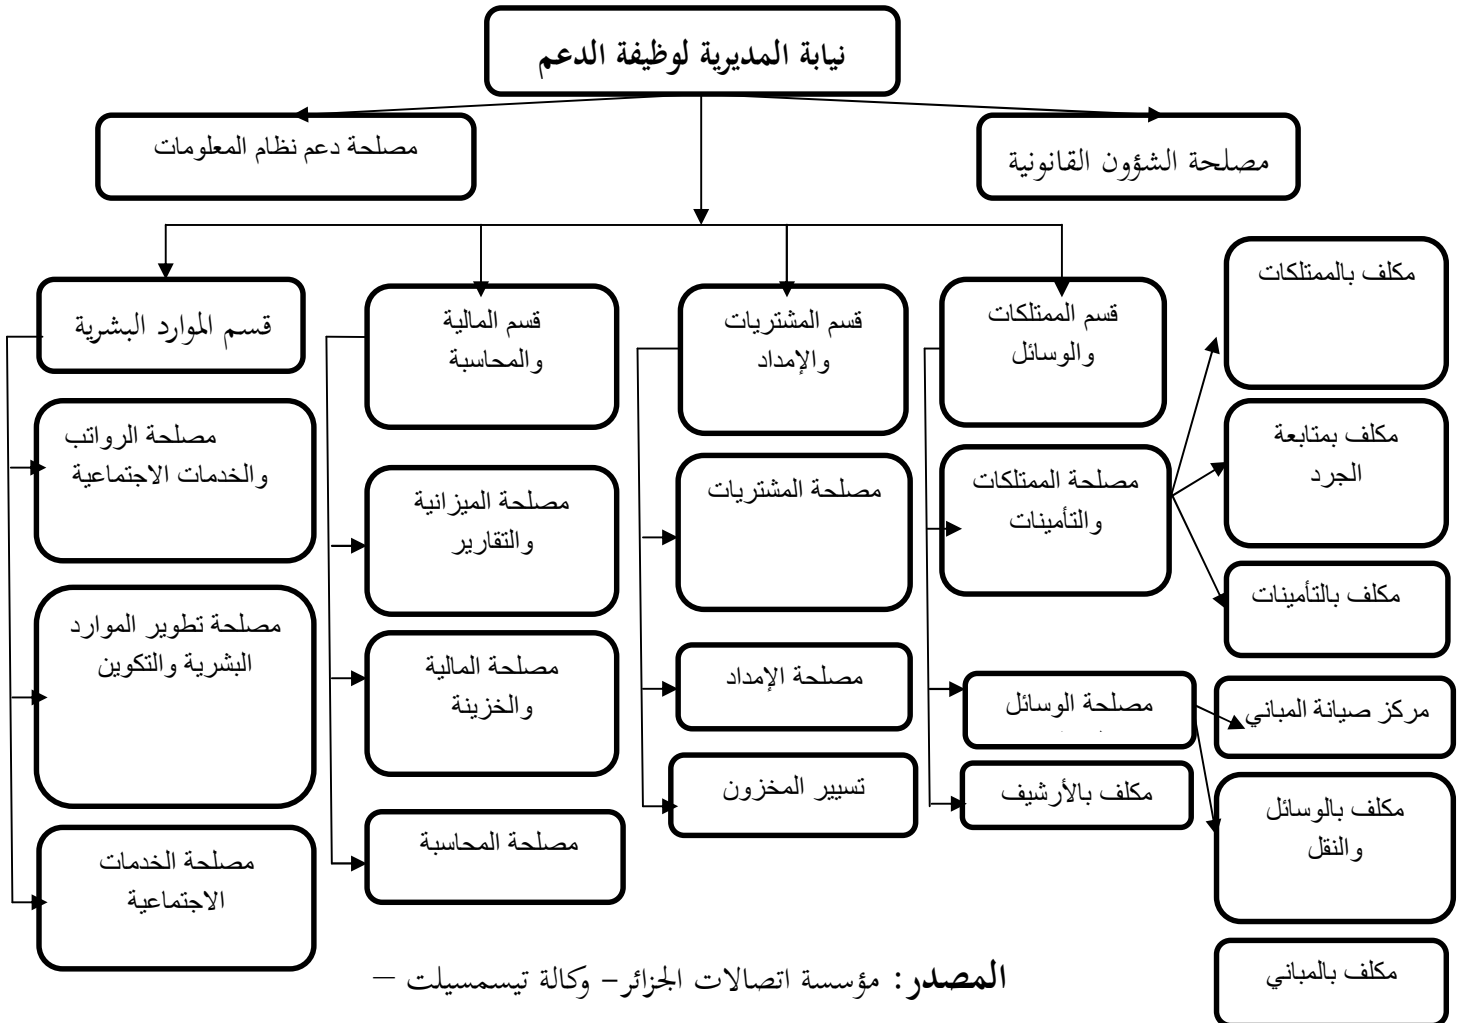 نيابة المديرية لوظيفة الدعم
مصلحة الشؤون القانونية
مصلحة دعم نظام المعلومات
مكلف بالممتلكات
قسم الممتلكات
والوسائل
قسم المشتريات
والإمداد
قسم المالية
والمحاسبة
قسم الموارد البشرية
مكلف بمتابعة
الجرد
مصلحة الممتلكات
والتأمينات
مصلحة المشتريات
مصلحة الميزانية
والتقارير
مصلحة الرواتب
والخدمات الاجتماعية
مكلف بالتأمينات
مصلحة الإمداد
مصلحة المالية
والخزينة
مصلحة تطوير الموارد
البشرية والتكوين
مركز صيانة المباني
مصلحة الوسائل
مكلف بالوسائل
والنقل
مكلف بالأرشيف
تسيير المخزون
مصلحة المحاسبة
مصلحة الخدمات
الاجتماعية
مكلف بالمباني
المصدر: مؤسسة اتصالات الجزائر– وكالة تيسمسيلت –